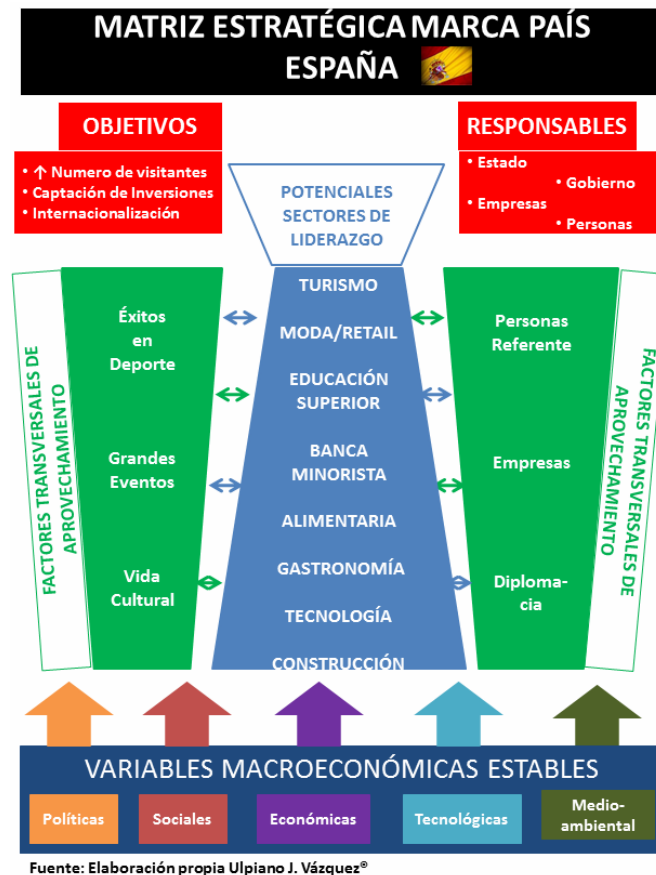 MATRIZ ESTRATÉGICA MARCA PAÍS
ESPAÑA
OBJETIVOS
• ↑ Numero de visitantes
• Captación de Inversiones
• Internacionalización
RESPONSABLES
• Estado
• Gobierno
• Empresas
• Personas
POTENCIALES
SECTORES DE
LIDERAZGO
FACTORES TRANSVERSALES DE
APROVECHAMIENTO
Éxitos
en
Deporte
Grandes
Eventos
Vida
Cultural
TURISMO
MODA/RETAIL
EDUCACIÓN
SUPERIOR
BANCA
MINORISTA
ALIMENTARIA
GASTRONOMÍA
TECNOLOGÍA
CONSTRUCCIÓN
Personas
Referente
Empresas
Diploma-
cia
FACTORES TRANSVERSALES DE
APROVECHAMIENTO
VARIABLES MACROECONÓMICAS ESTABLES
Políticas
Sociales
Económicas
Tecnológicas
Medio-
ambiental
Fuente: Elaboración propia Ulpiano J. Vázquez®